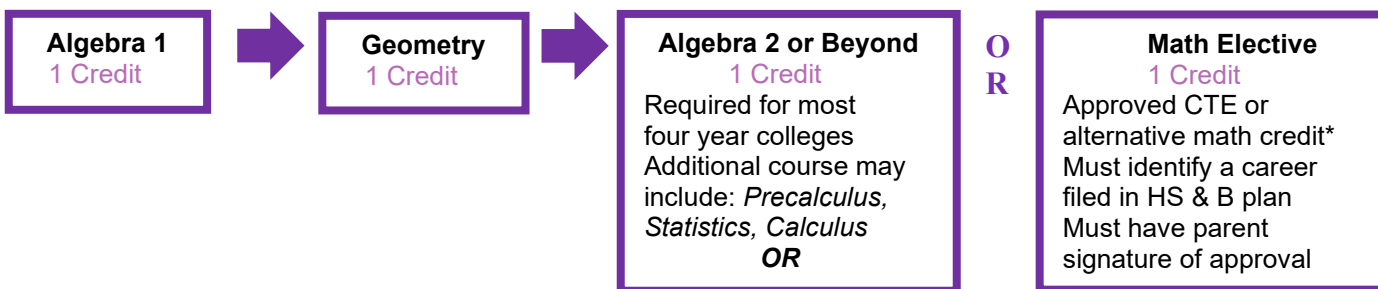 Algebra 1
1 Credit
Geometry
1 Credit
Algebra 2 or Beyond
1 Credit
Required for most
four year colleges
Additional course may
include: Precalculus,
Statistics, Calculus
OR
O
R
Math Elective
1 Credit
Approved CTE or
alternative math credit*
Must identify a career
filed in HS & B plan
Must have parent
signature of approval